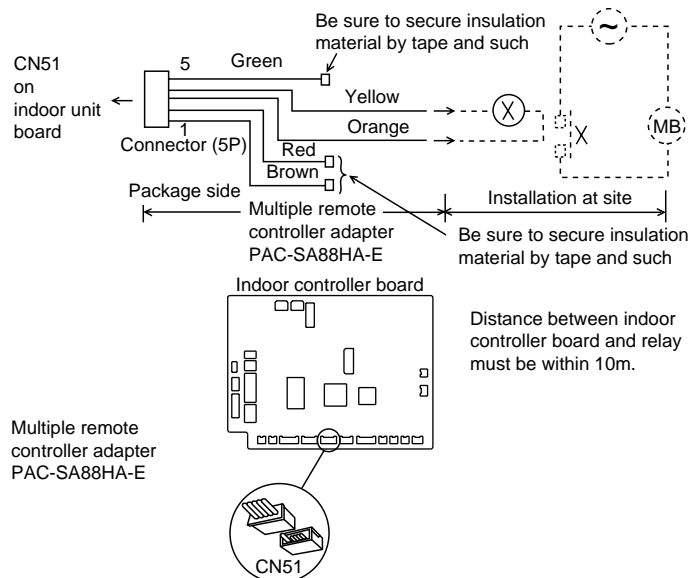 Be sure to secure insulation
material by tape and such
CN51
on
indoor unit
board
5
Green
Yellow
X
Orange
X
MB
1
Connector (5P)
Red
Brown
Package side
Installation at site
Multiple remote
controller adapter
PAC-SA88HA-E
Be sure to secure insulation
material by tape and such
Indoor controller board
Distance between indoor
controller board and relay
must be within 10m.
Multiple remote
controller adapter
PAC-SA88HA-E
CN51